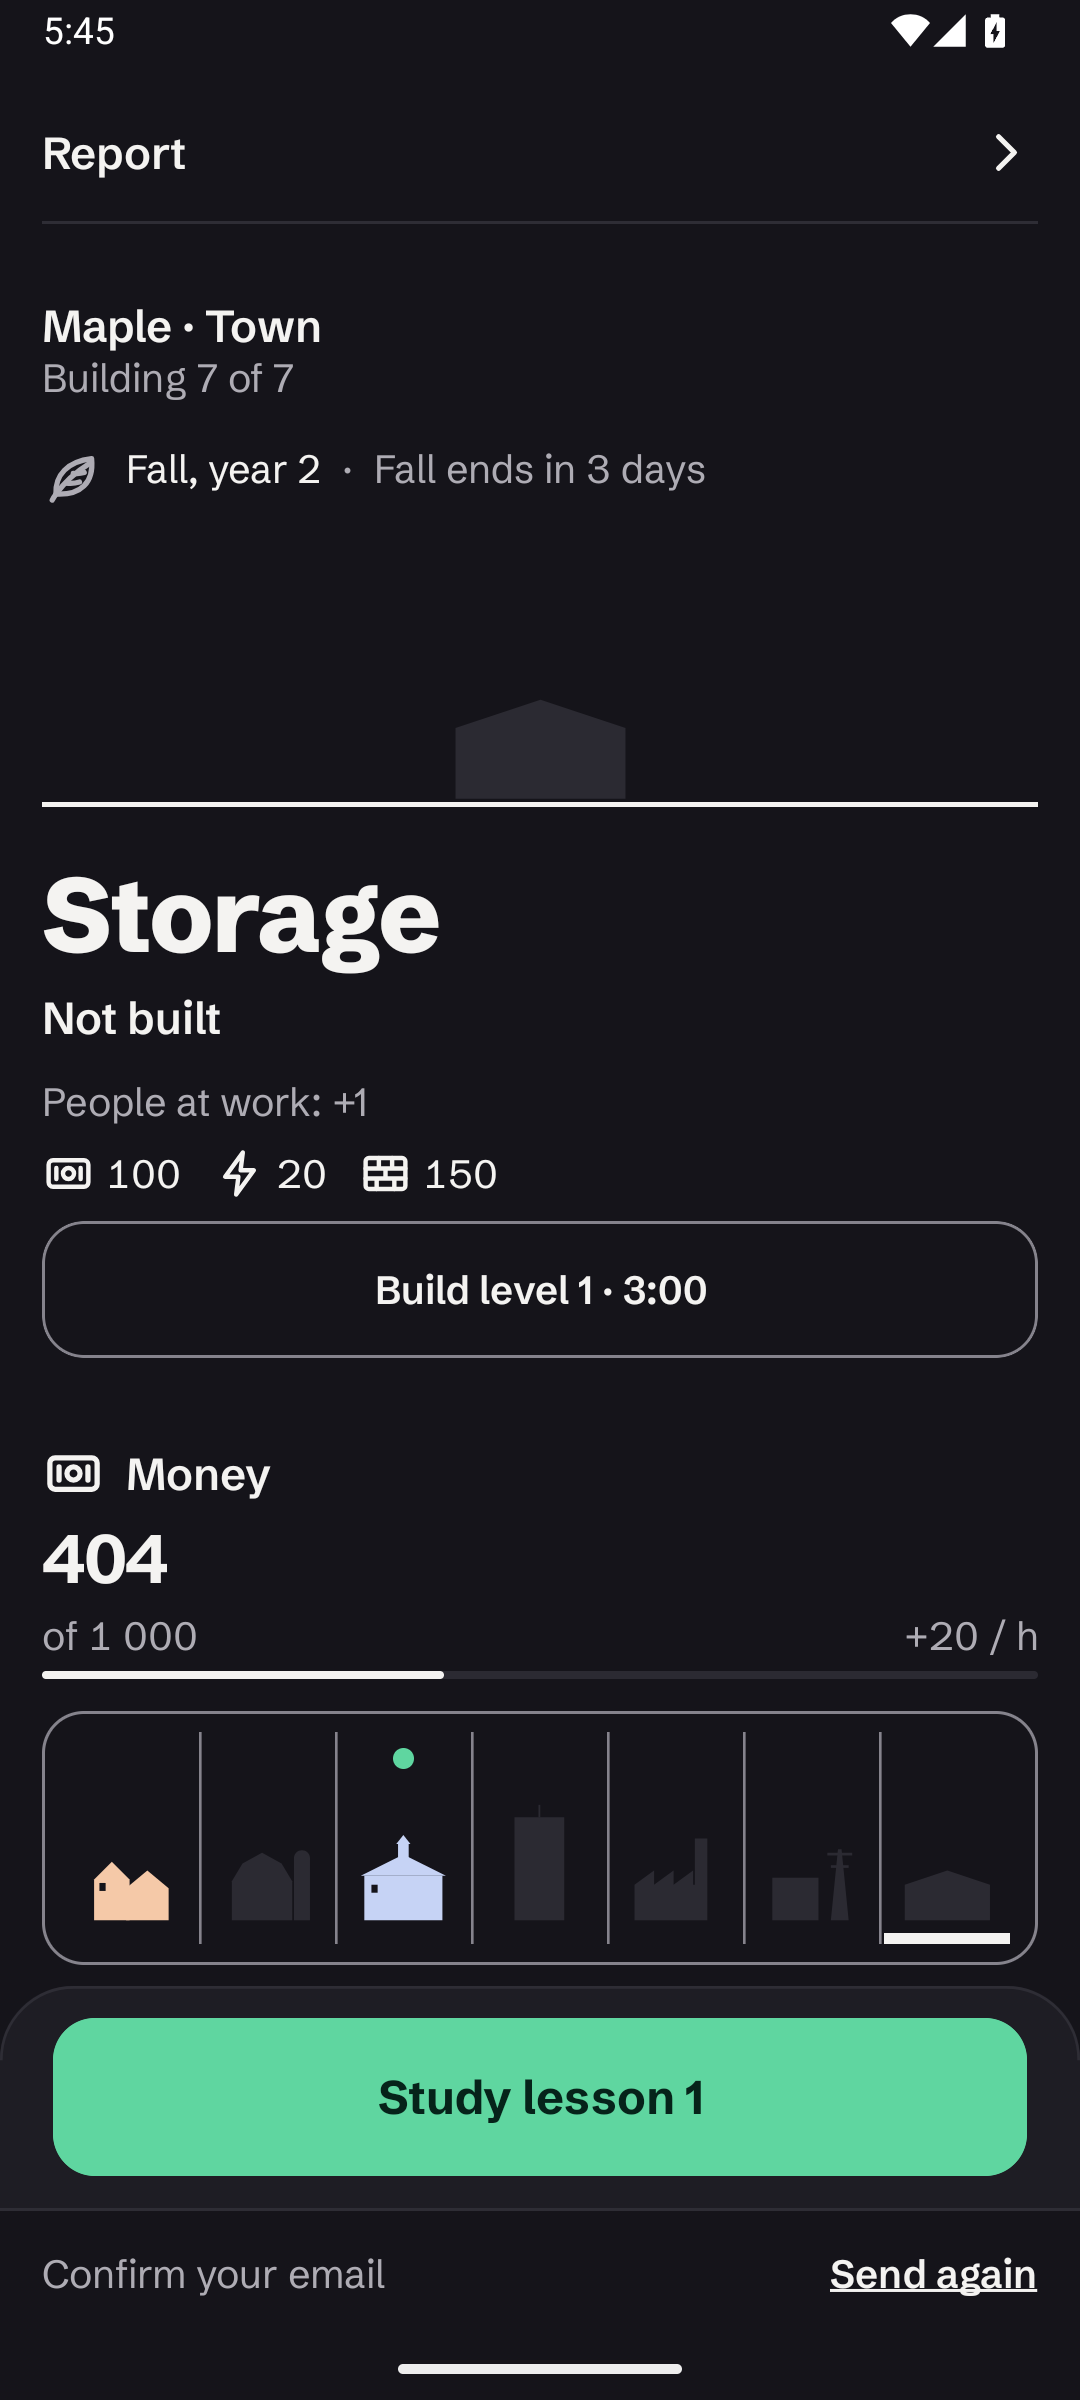 5:45
Report
Maple · Town
Building 7 of 7
Fall, year 2 · Fall ends in 3 days
Storage
Not built
People at work: +1
100 20 150
Build level 1 · 3:00
Money
404
of 1 000 +20 / h
Study lesson 1
Confirm your email Send again